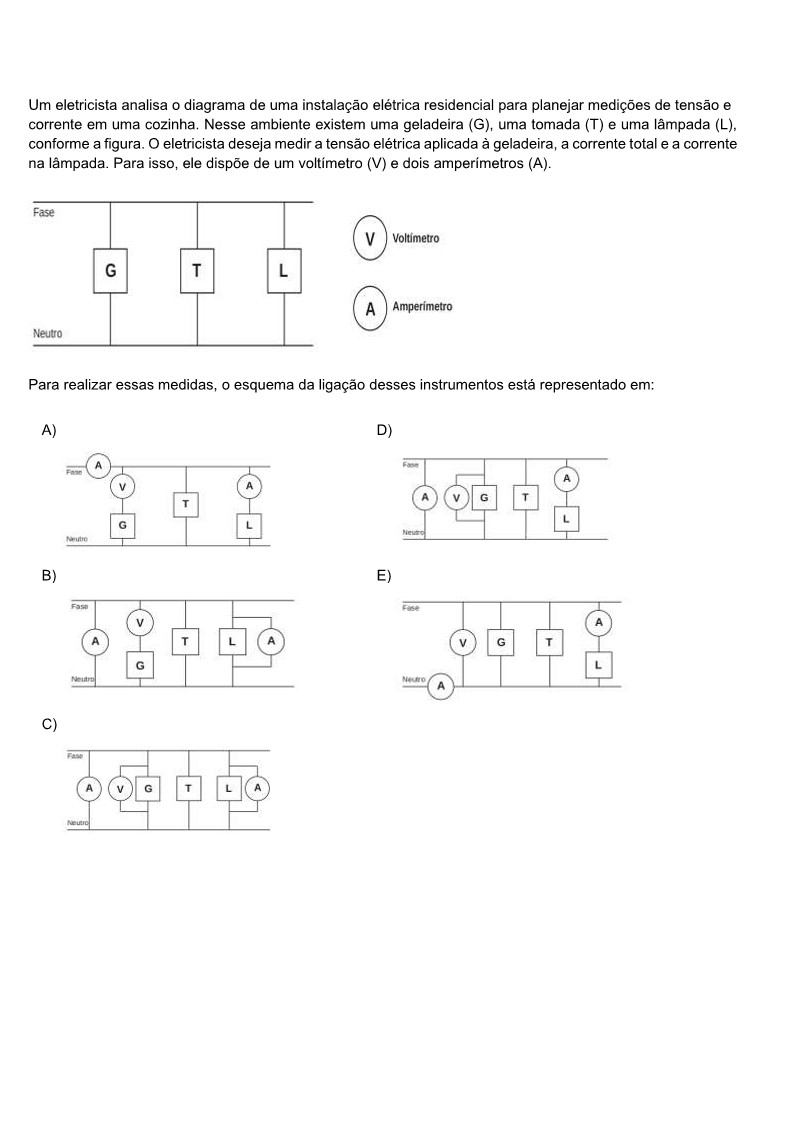 Um eletricista analisa o diagrama de uma instalação elétrica residencial para planejar medições de tensão e
corrente em uma cozinha. Nesse ambiente existem uma geladeira (G), uma tomada (T) e uma lâmpada (L),
conforme a figura. O eletricista deseja medir a tensão elétrica aplicada à geladeira, a corrente total e a corrente
na lâmpada. Para isso, ele dispõe de um voltímetro (V) e dois amperímetros (A).
Fase
G T L
Neutro
V Voltímetro
A Amperímetro
Para realizar essas medidas, o esquema da ligação desses instrumentos está representado em:
A)
A
Fase
V A
T
G L
Neutro
B)
Fase
V
A T L A
G
Neutro
C)
Fase
A V G T L A
Neutro
D)
Fase
A
A V G T
L
Neutro
E)
Fase
A
V G T
L
Neutro A